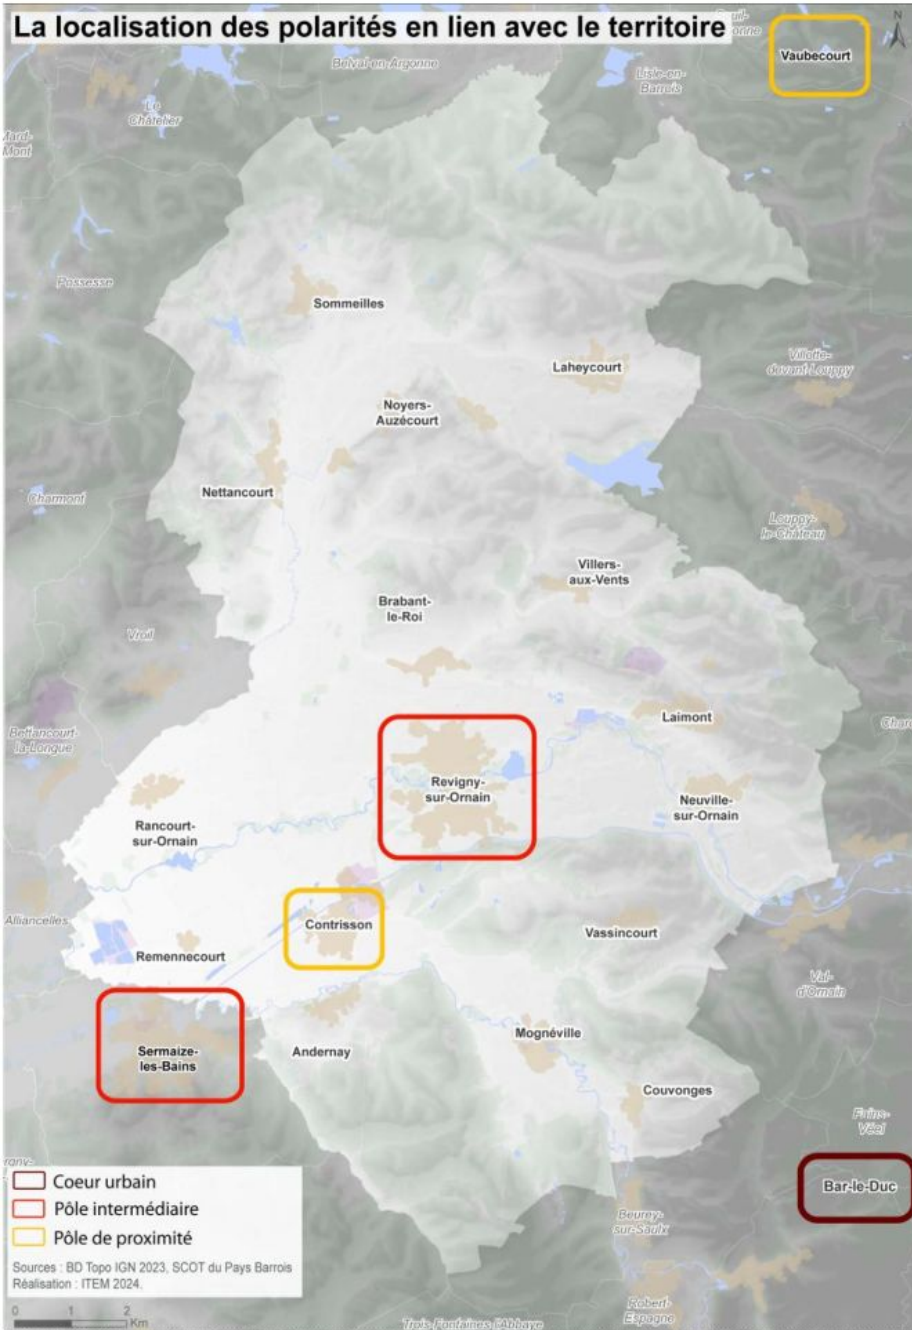 La localisation des polarités en lien avec le territoire
N
Vaubecourt
Belval-en-Argonne
Lisle-en-
Barrois
Le
Châtelier
Possesse
Sommeilles
Villotte-
devant-Louppy
Laheycourt
Noyers-
Auzécourt
Nettancourt
Charmont
Louppy-
le-Château
Villers-
aux-Vents
Brabant-
le-Roi
Vroil
Laimont
Bettancourt-
la-Longue
Revigny-
sur-Ornain
Neuville-
sur-Ornain
Rancourt-
sur-Ornain
Alliancelles
Contrisson
Vassincourt
Remennecourt
Val-
d'Ornain
Mognéville
Sermaize-
les-Bains
Andernay
Couvonges
Fains-
Véel
Bar-le-Duc
Coeur urbain
Pôle intermédiaire
Pôle de proximité
Beurey-
sur-Saulx
Sources : BD Topo IGN 2023, SCOT du Pays Barrois
Réalisation : ITEM 2024.
0 1 2
Km
Robert-
Espagne
Trois-Fontaines-l'Abbaye